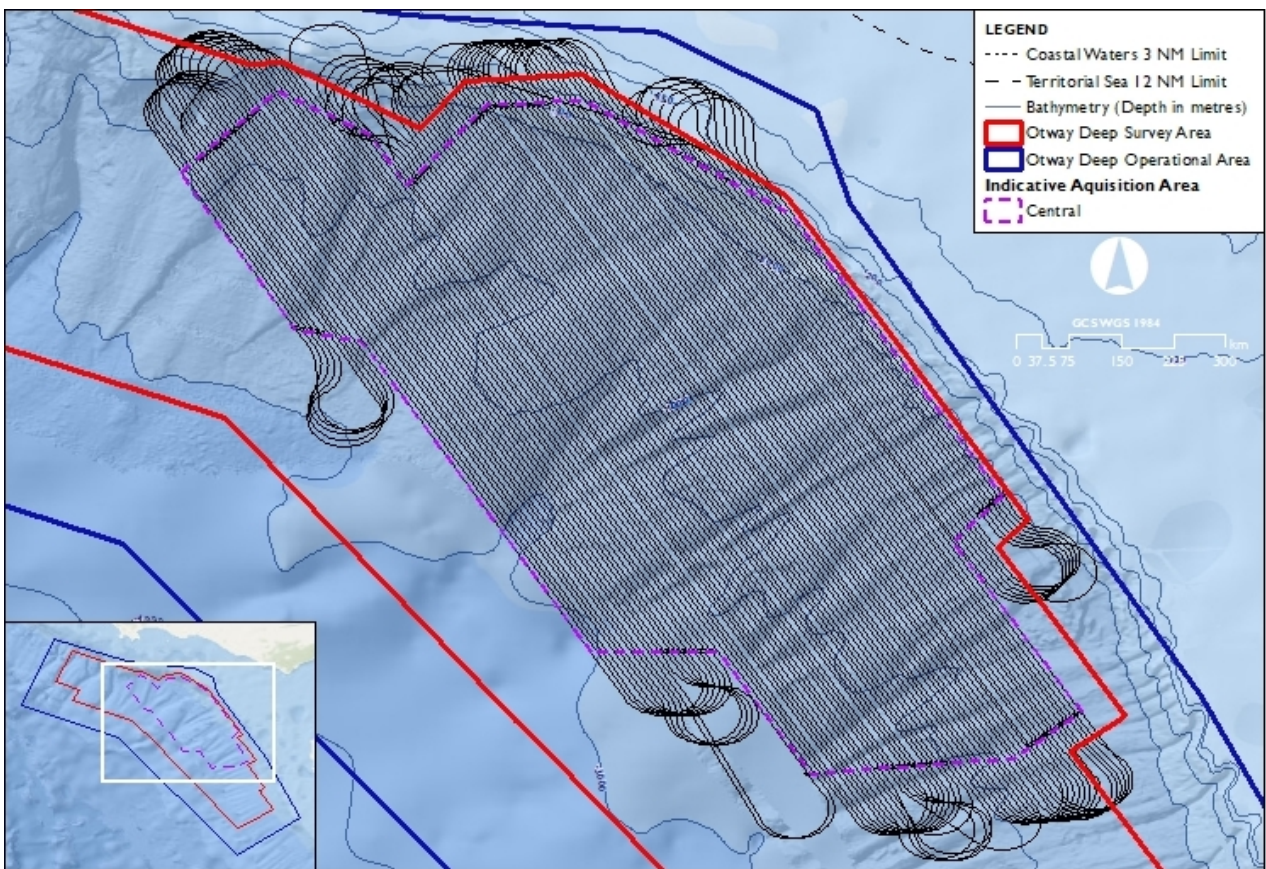 LEGEND
Coastal Waters 3 NM Limit
Territorial Sea 12 NM Limit
Bathymetry (Depth in metres)
Otway Deep Survey Area
Otway Deep Operational Area
Indicative Aquisition Area
Central
GCS WGS 1984
km
0 37.5 75 150 225 300